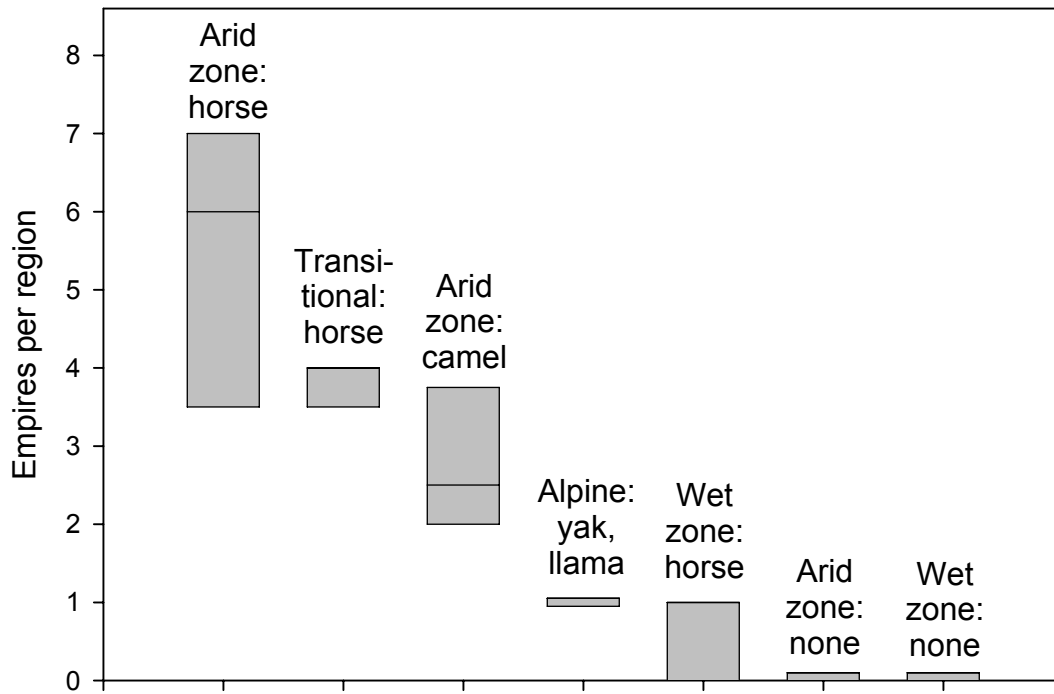 Empires per region
8
7
6
5
4
3
2
1
0
Arid
zone:
horse
Transi-
tional:
horse
Arid
zone:
camel
Alpine:
yak,
llama
Wet
zone:
horse
Arid
zone:
none
Wet
zone:
none